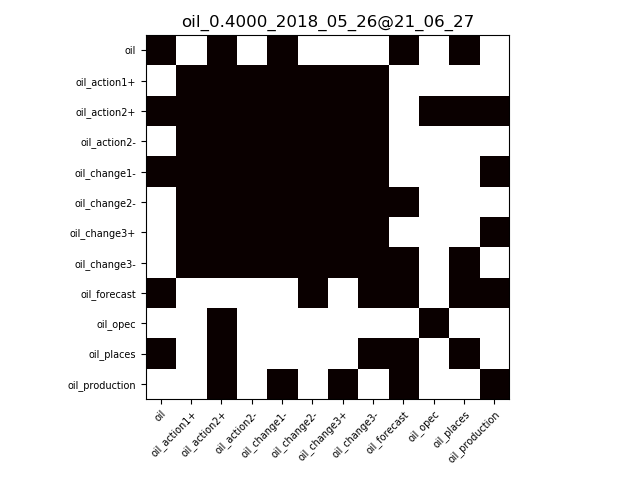 oil_0.4000_2018_05_26@21_06_27
oil
oil_action1+
oil_action2+
oil_action2-
oil_change1-
oil_change2-
oil_change3+
oil_change3-
oil_forecast
oil_opec
oil_places
oil_production
oil
oil_action1+
oil_action2+
oil_action2-
oil_change1-
oil_change2-
oil_change3+
oil_change3-
oil_forecast
oil_opec
oil_places
oil_production